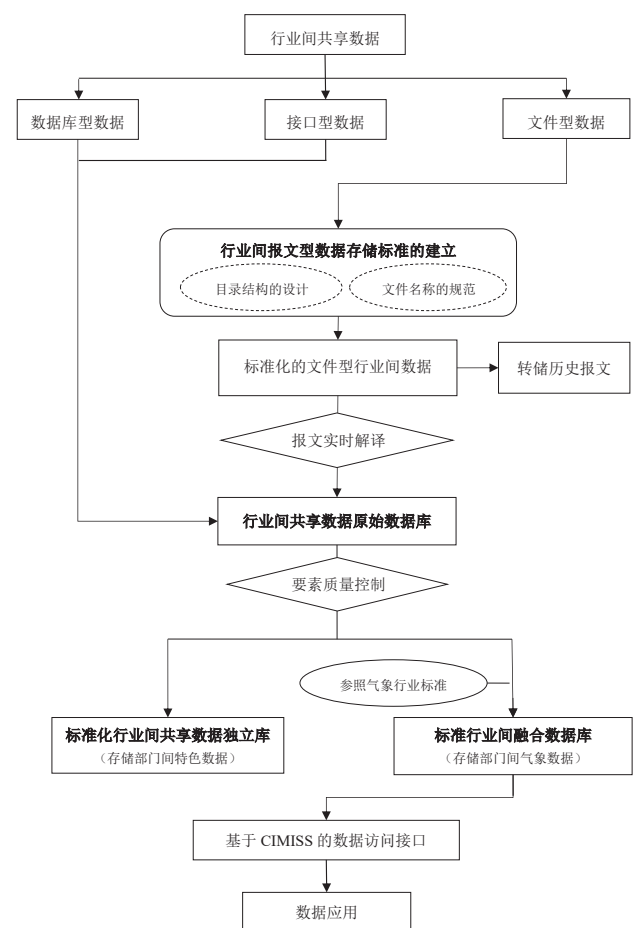 行业间共享数据
数据库型数据
接口型数据
文件型数据
行业间报文型数据存储标准的建立
目录结构的设计
文件名称的规范
标准化的文件型行业间数据
转储历史报文
报文实时解译
行业间共享数据原始数据库
要素质量控制
参照气象行业标准
标准化行业间共享数据独立库
（存储部门间特色数据）
标准行业间融合数据库
（存储部门间气象数据）
基于 CIMISS 的数据访问接口
数据应用